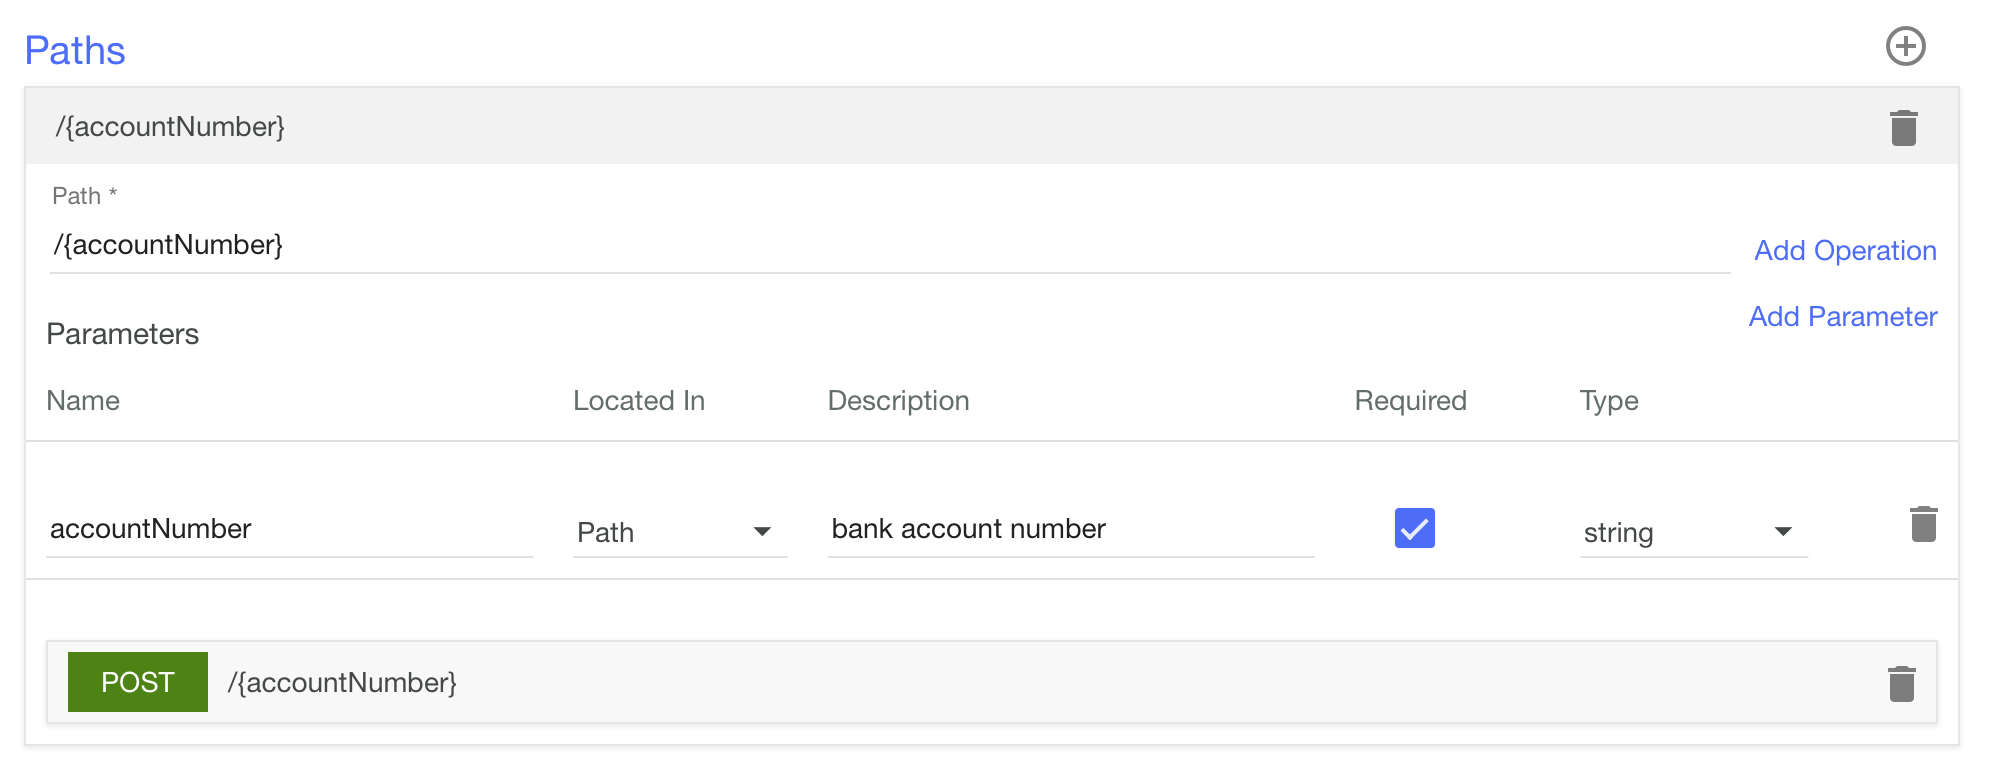 Paths
/{accountNumber}
Path *
/{accountNumber}
Add Operation
Add Parameter
Parameters
Name Located In Description Required Type
accountNumber Path bank account number string
POST /{accountNumber}